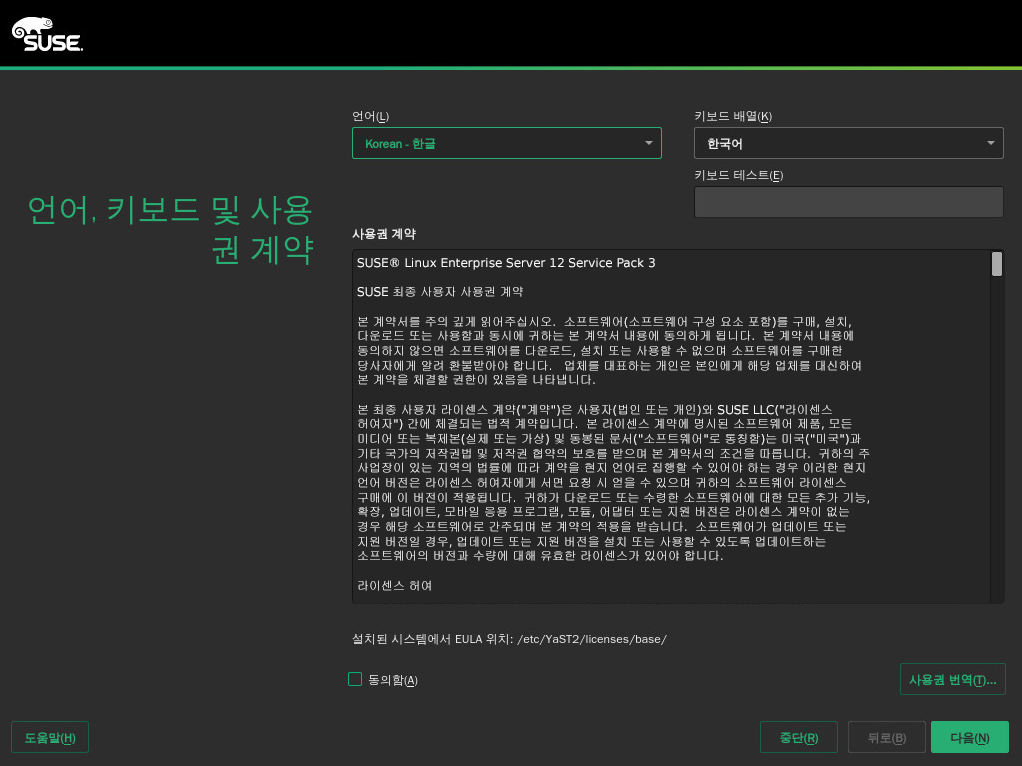 SUSE.
언어(L)
키보드 배열(K)
Korean - 한글
한국어
키보드 테스트(E)
언어, 키보드 및 사용
권 계약
사용권 계약
SUSE® Linux Enterprise Server 12 Service Pack 3
SUSE 최종 사용자 사용권 계약
본 계약서를 주의 깊게 읽어주십시오. 소프트웨어(소프트웨어 구성 요소 포함)를 구매, 설치,
다운로드 또는 사용함과 동시에 귀하는 본 계약서 내용에 동의하게 됩니다. 본 계약서 내용에
동의하지 않으면 소프트웨어를 다운로드, 설치 또는 사용할 수 없으며 소프트웨어를 구매한
당사자에게 알려 환불받아야 합니다. 업체를 대표하는 개인은 본인에게 해당 업체를 대신하여
본 계약을 체결할 권한이 있음을 나타냅니다.
본 최종 사용자 라이센스 계약("계약")은 사용자(법인 또는 개인)와 SUSE LLC("라이센스
허여자") 간에 체결되는 법적 계약입니다. 본 라이센스 계약에 명시된 소프트웨어 제품, 모든
미디어 또는 복제본(실제 또는 가상) 및 동봉된 문서("소프트웨어"로 통칭함)는 미국("미국")과
기타 국가의 저작권법 및 저작권 협약의 보호를 받으며 본 계약서의 조건을 따릅니다. 귀하의 주
사업장이 있는 지역의 법률에 따라 계약을 현지 언어로 집행할 수 있어야 하는 경우 이러한 현지
언어 버전은 라이센스 허여자에게 서면 요청 시 얻을 수 있으며 귀하의 소프트웨어 라이센스
구매에 이 버전이 적용됩니다. 귀하가 다운로드 또는 수령한 소프트웨어에 대한 모든 추가 기능,
확장, 업데이트, 모바일 응용 프로그램, 모듈, 어댑터 또는 지원 버전은 라이센스 계약이 없는
경우 해당 소프트웨어로 간주되며 본 계약의 적용을 받습니다. 소프트웨어가 업데이트 또는
지원 버전일 경우, 업데이트 또는 지원 버전을 설치 또는 사용할 수 있도록 업데이트하는
소프트웨어의 버전과 수량에 대해 유효한 라이센스가 있어야 합니다.
라이센스 허여
설치된 시스템에서 EULA 위치: /etc/YaST2/licenses/base/
동의함(A)
사용권 번역(T)...
도움말(H)
중단(R)
뒤로(B)
다음(N)